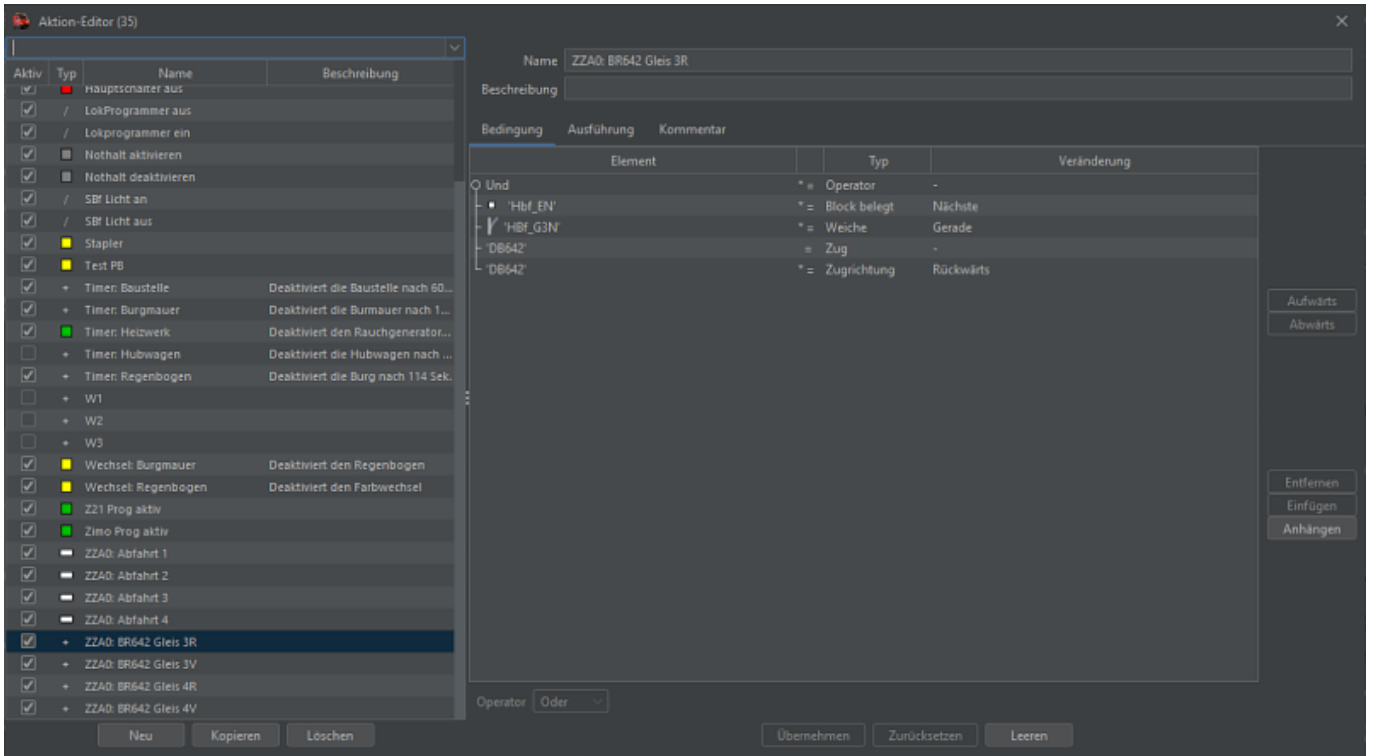 Aktion-Editor (35)
Aktiv Typ Name Beschreibung
Hauptschalter aus
LokProgrammer aus
Lokprogrammer ein
Nothalt aktivieren
Nothalt deaktivieren
SBf Licht an
SBf Licht aus
Stapler
Test PB
Timer: Baustelle Deaktiviert die Baustelle nach 60...
Timer: Burgmauer Deaktiviert die Burmauer nach 1...
Timer: Heizwerk Deaktiviert den Rauchgenerator...
Timer: Hubwagen Deaktiviert die Hubwagen nach ...
Timer: Regenbogen Deaktiviert die Burg nach 114 Sek.
W1
W2
W3
Wechsel: Burgmauer Deaktiviert den Regenbogen
Wechsel: Regenbogen Deaktiviert den Farbwechsel
Z21 Prog aktiv
Zimo Prog aktiv
ZZA0: Abfahrt 1
ZZA0: Abfahrt 2
ZZA0: Abfahrt 3
ZZA0: Abfahrt 4
ZZA0: BR642 Gleis 3R
ZZA0: BR642 Gleis 3V
ZZA0: BR642 Gleis 4R
ZZA0: BR642 Gleis 4V
Neu Kopieren Löschen
Name ZZA0: BR642 Gleis 3R
Beschreibung
Bedingung Ausführung Kommentar
Element Typ Veränderung
Und * = Operator -
'Hbf_EN' * = Block belegt Nächste
'HBf_G3N' * = Weiche Gerade
'DB642' = Zug -
'DB642' * = Zugrichtung Rückwärts
Aufwärts
Abwärts
Entfernen
Einfügen
Anhängen
Operator Oder
Übernehmen Zurücksetzen Leeren